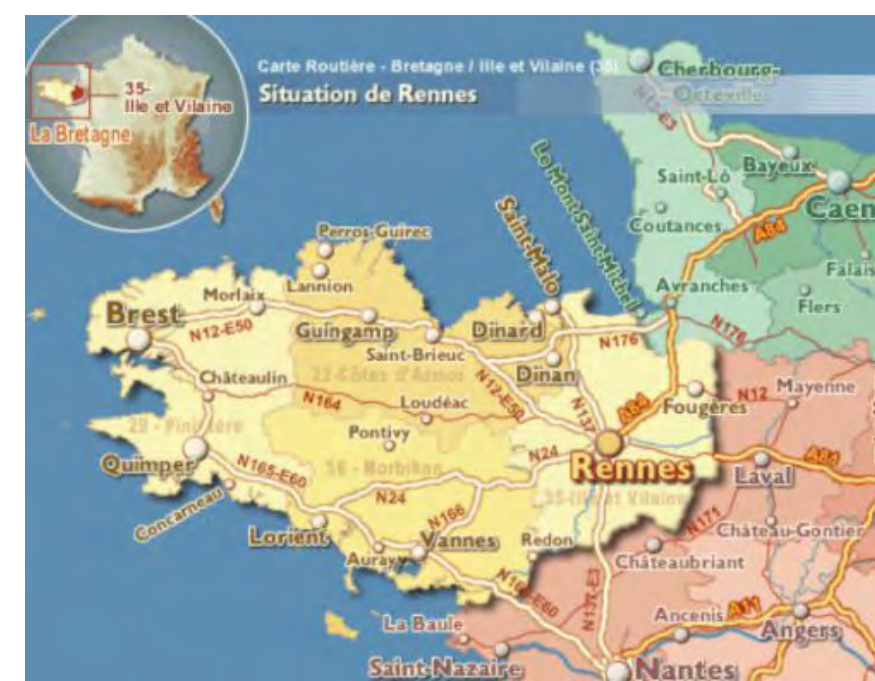 Carte Routière - Bretagne / Ille et Vilaine (35)
Situation de Rennes
35-
Ille et Vilaine
La Bretagne
Cherbourg-
Octeville
N13-E3
Bayeux
Saint-Lô
Caen
Coutances
A84
Le Mont-Saint-Michel
Saint-Malo
Perros-Guirec
Lannion
Avranches
Falais
Flers
Morlaix
Brest
N12-E50
Guingamp
Dinard
N176
N176
Saint-Brieuc
Dinan
Châteaulin
22-Côtes d'Armor
N12-E50
N137
A84
Fougères
N12
Mayenne
N164
Loudéac
29 - Finistère
Pontivy
Quimper
N165-E60
56 - Morbihan
N24
Rennes
Laval
A84
N24
35-Ille et Vilaine
Concarneau
Lorient
N166
Vannes
Auray
Redon
N171
Château-Gontier
Châteaubriant
N165-E60
N137-E3
La Baule
Ancenis
A11
Angers
Saint-Nazaire
Nantes